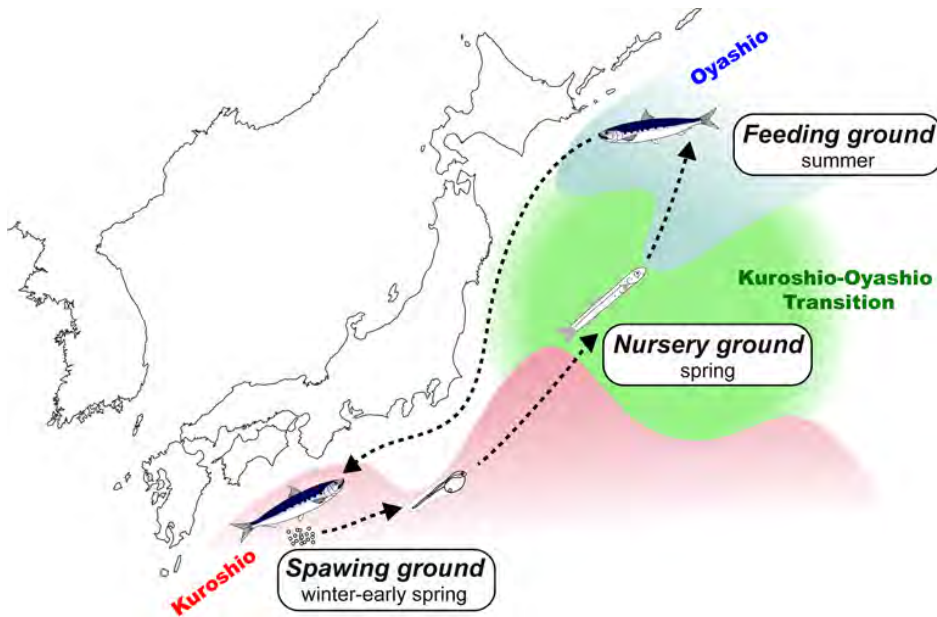 Oyashio
Feeding ground
summer
Kuroshio-Oyashio
Transition
Nursery ground
spring
Kuroshio
Spawing ground
winter-early spring